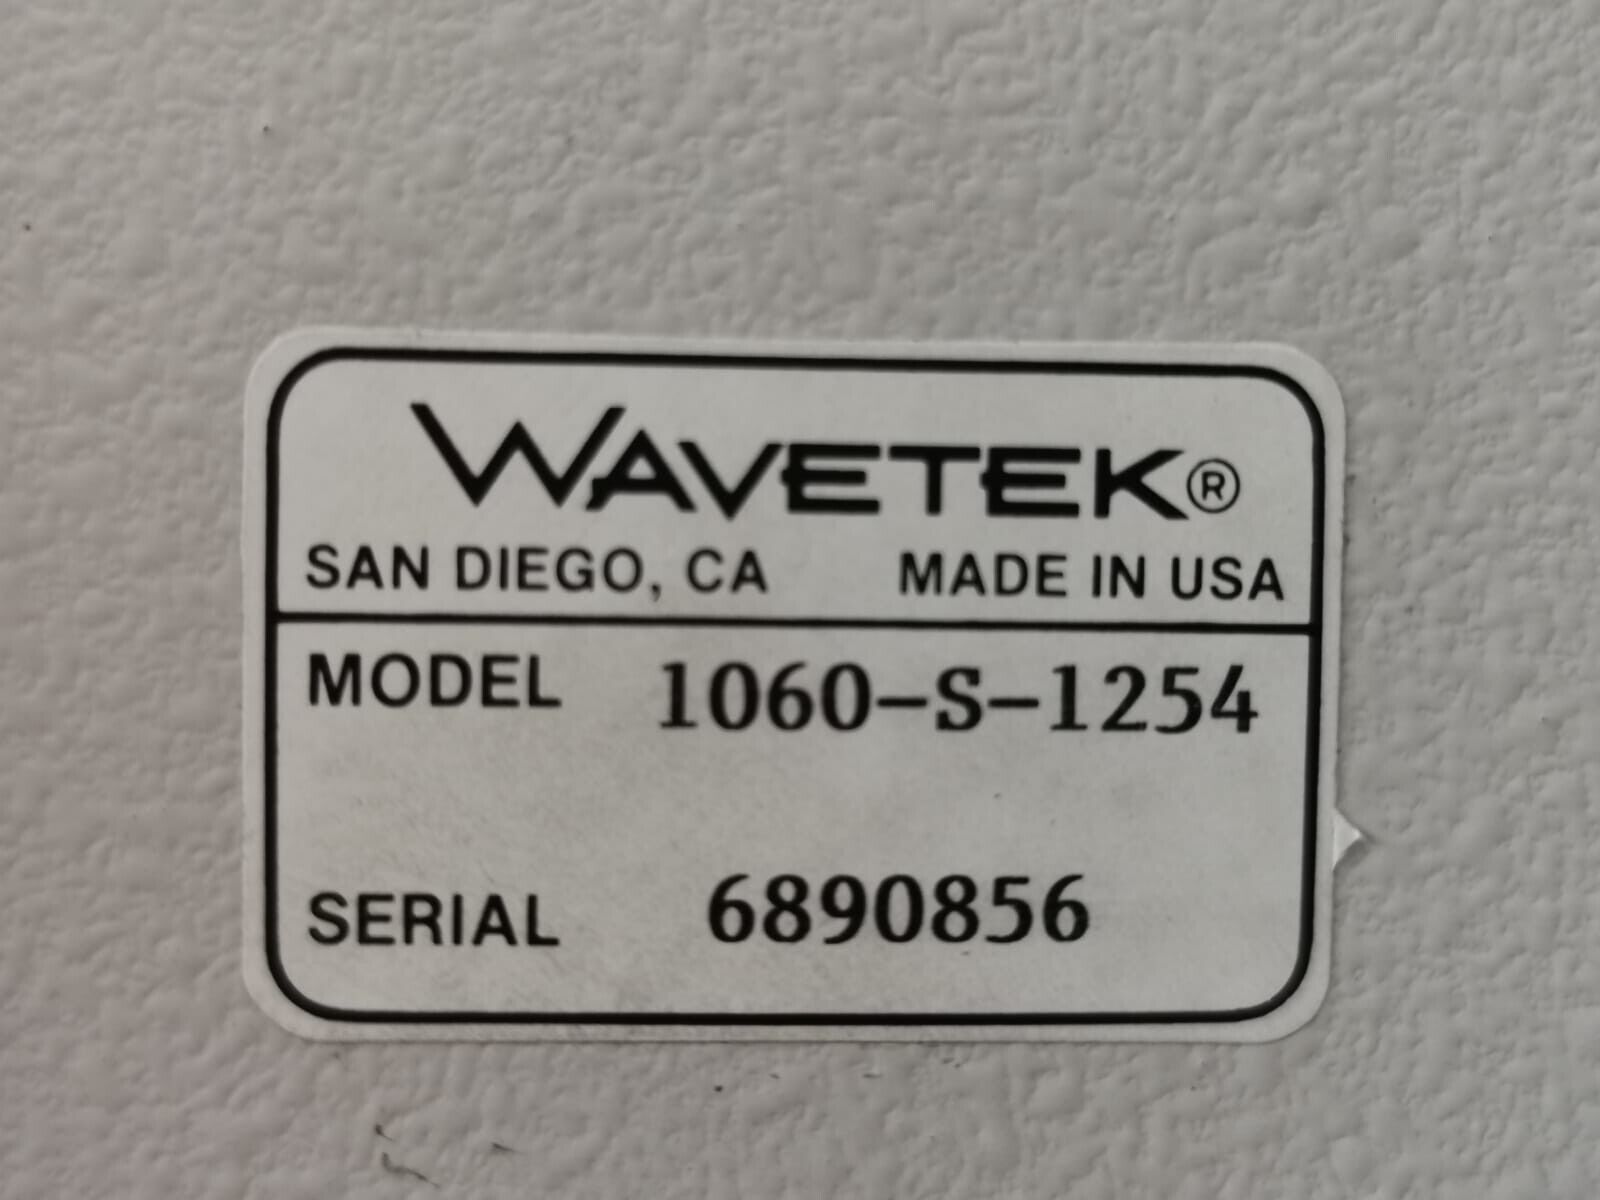 WAVETEK®
SAN DIEGO, CA MADE IN USA
MODEL 1060-S-1254
SERIAL 6890856